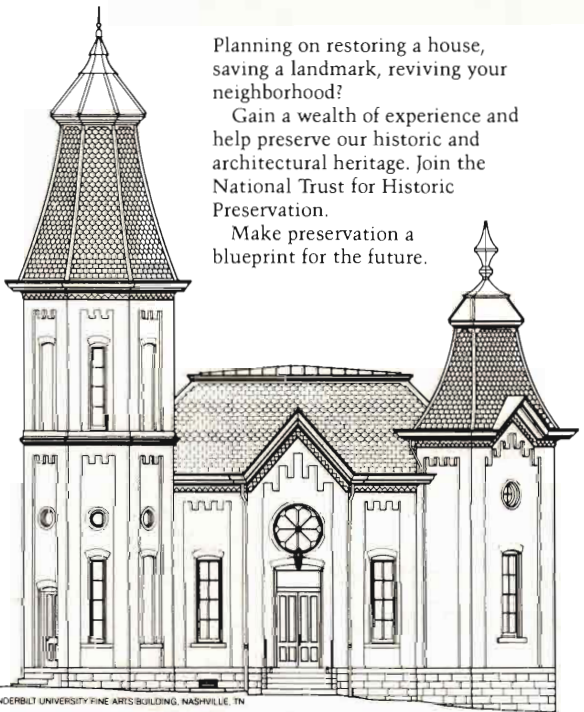 Planning on restoring a house,
saving a landmark, reviving your
neighborhood?
Gain a wealth of experience and
help preserve our historic and
architectural heritage. Join the
National Trust for Historic
Preservation.
Make preservation a
blueprint for the future.
UNIVERSITY FINE ARTS BUILDING, NASHVILLE, TN